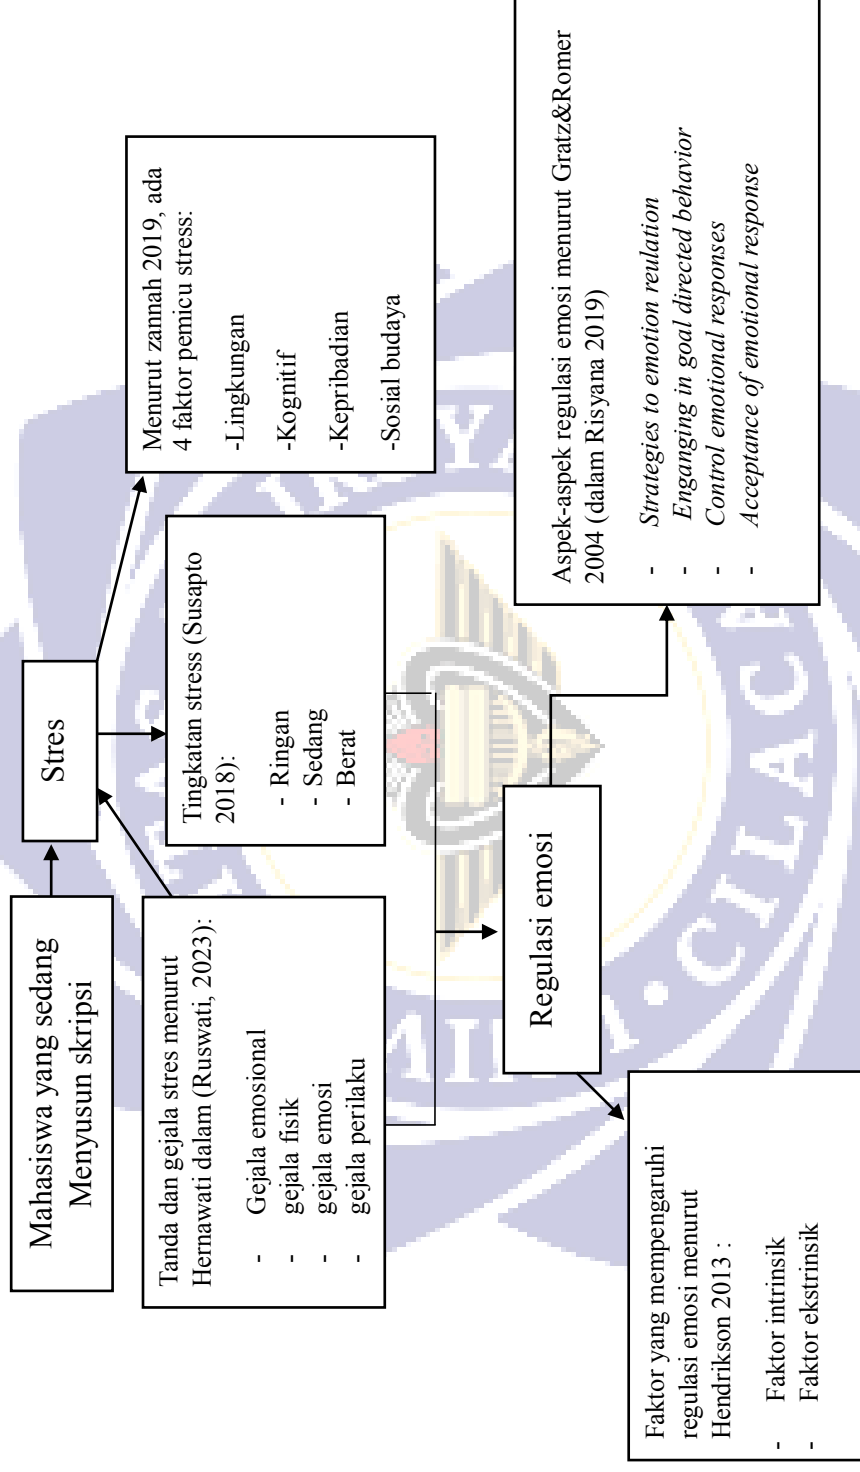 Mahasiswa yang sedang
Menyusun skripsi
Stres
Tanda dan gejala stres menurut
Hernawati dalam (Ruswati, 2023):
- Gejala emosional
- gejala fisik
- gejala emosi
- gejala perilaku
Tingkatan stress (Susapto
2018):
- Ringan
- Sedang
- Berat
Menurut zannah 2019, ada
4 faktor pemicu stress:
-Lingkungan
-Kognitif
-Kepribadian
-Sosial budaya
Regulasi emosi
Faktor yang mempengaruhi
regulasi emosi menurut
Hendrikson 2013 :
- Faktor intrinsik
- Faktor ekstrinsik
Aspek-aspek regulasi emosi menurut Gratz&Romer
2004 (dalam Risyana 2019)
- Strategies to emotion reulation
- Enganging in goal directed behavior
- Control emotional responses
- Acceptance of emotional response
CILACAP